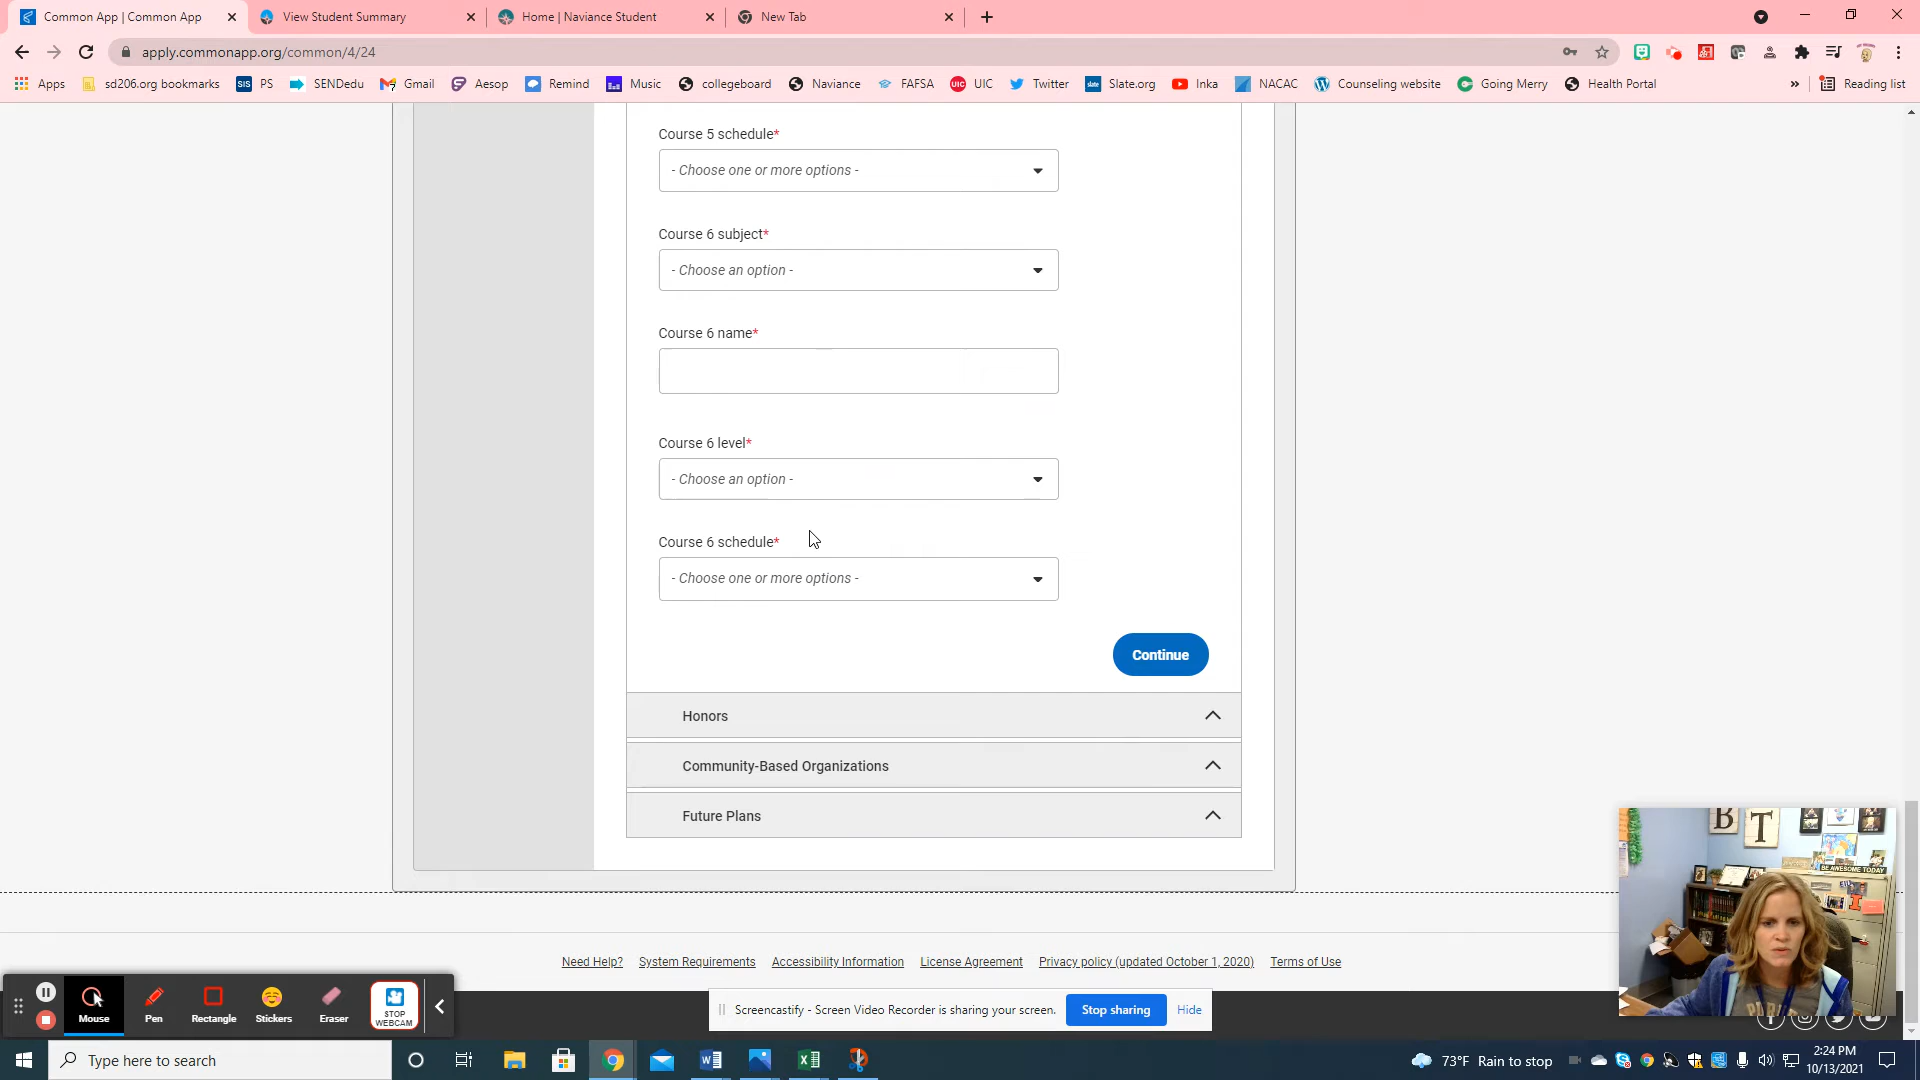 Common App | Common App
View Student Summary
Home | Naviance Student
New Tab
apply.commonapp.org/common/4/24
Apps
sd206.org bookmarks
SIS PS
SENDedu
Gmail
Aesop
Remind
Music
collegeboard
Naviance
FAFSA
UIC UIC
Twitter
slate Slate.org
Inka
NACAC
Counseling website
Going Merry
Health Portal
»
Reading list
Course 5 schedule*
- Choose one or more options -
Course 6 subject*
- Choose an option -
Course 6 name*
Course 6 level*
- Choose an option -
Course 6 schedule*
- Choose one or more options -
Continue
Honors
Community-Based Organizations
Future Plans
B T
BE AWESOME TODAY
Need Help?
System Requirements
Accessibility Information
License Agreement
Privacy policy (updated October 1, 2020)
Terms of Use
Mouse
Pen
Rectangle
Stickers
Eraser
STOP
WEBCAM
Screencastify - Screen Video Recorder is sharing your screen.
Stop sharing
Hide
Type here to search
73°F Rain to stop
2:24 PM
10/13/2021